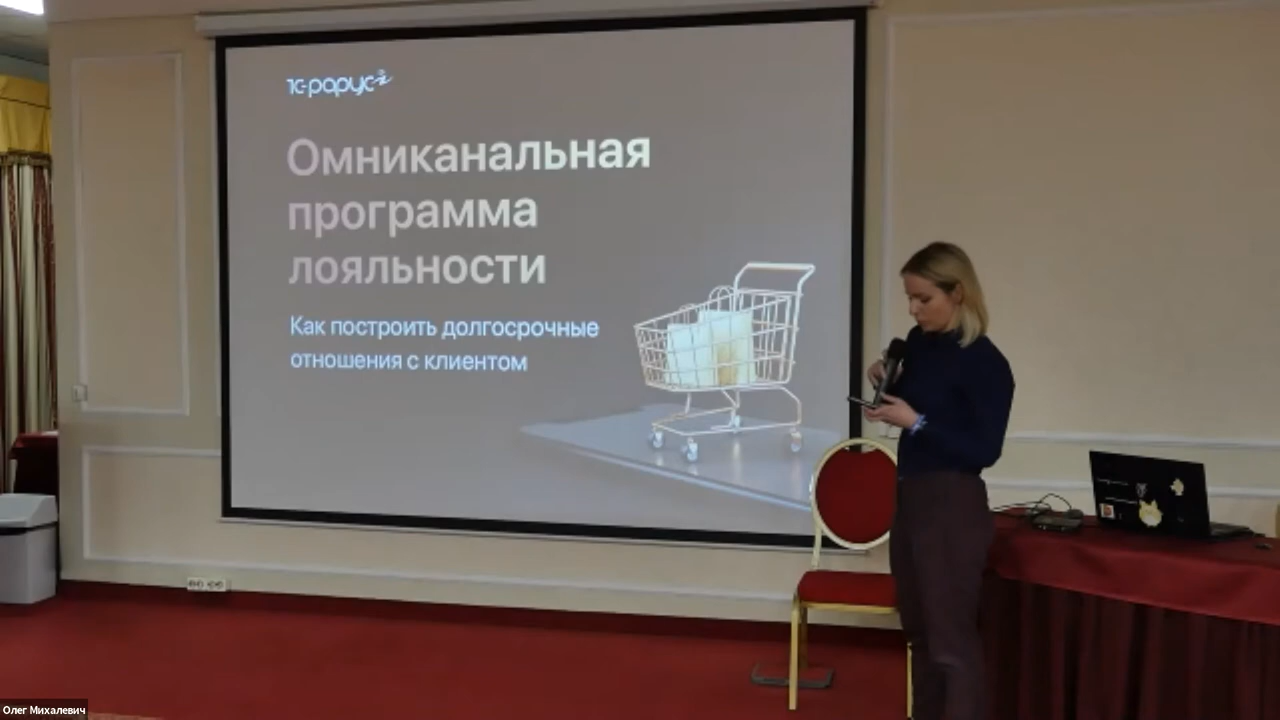 1С-рарус
Омниканальная
программа
лояльности
Как построить долгосрочные
отношения с клиентом
Олег Михалевич